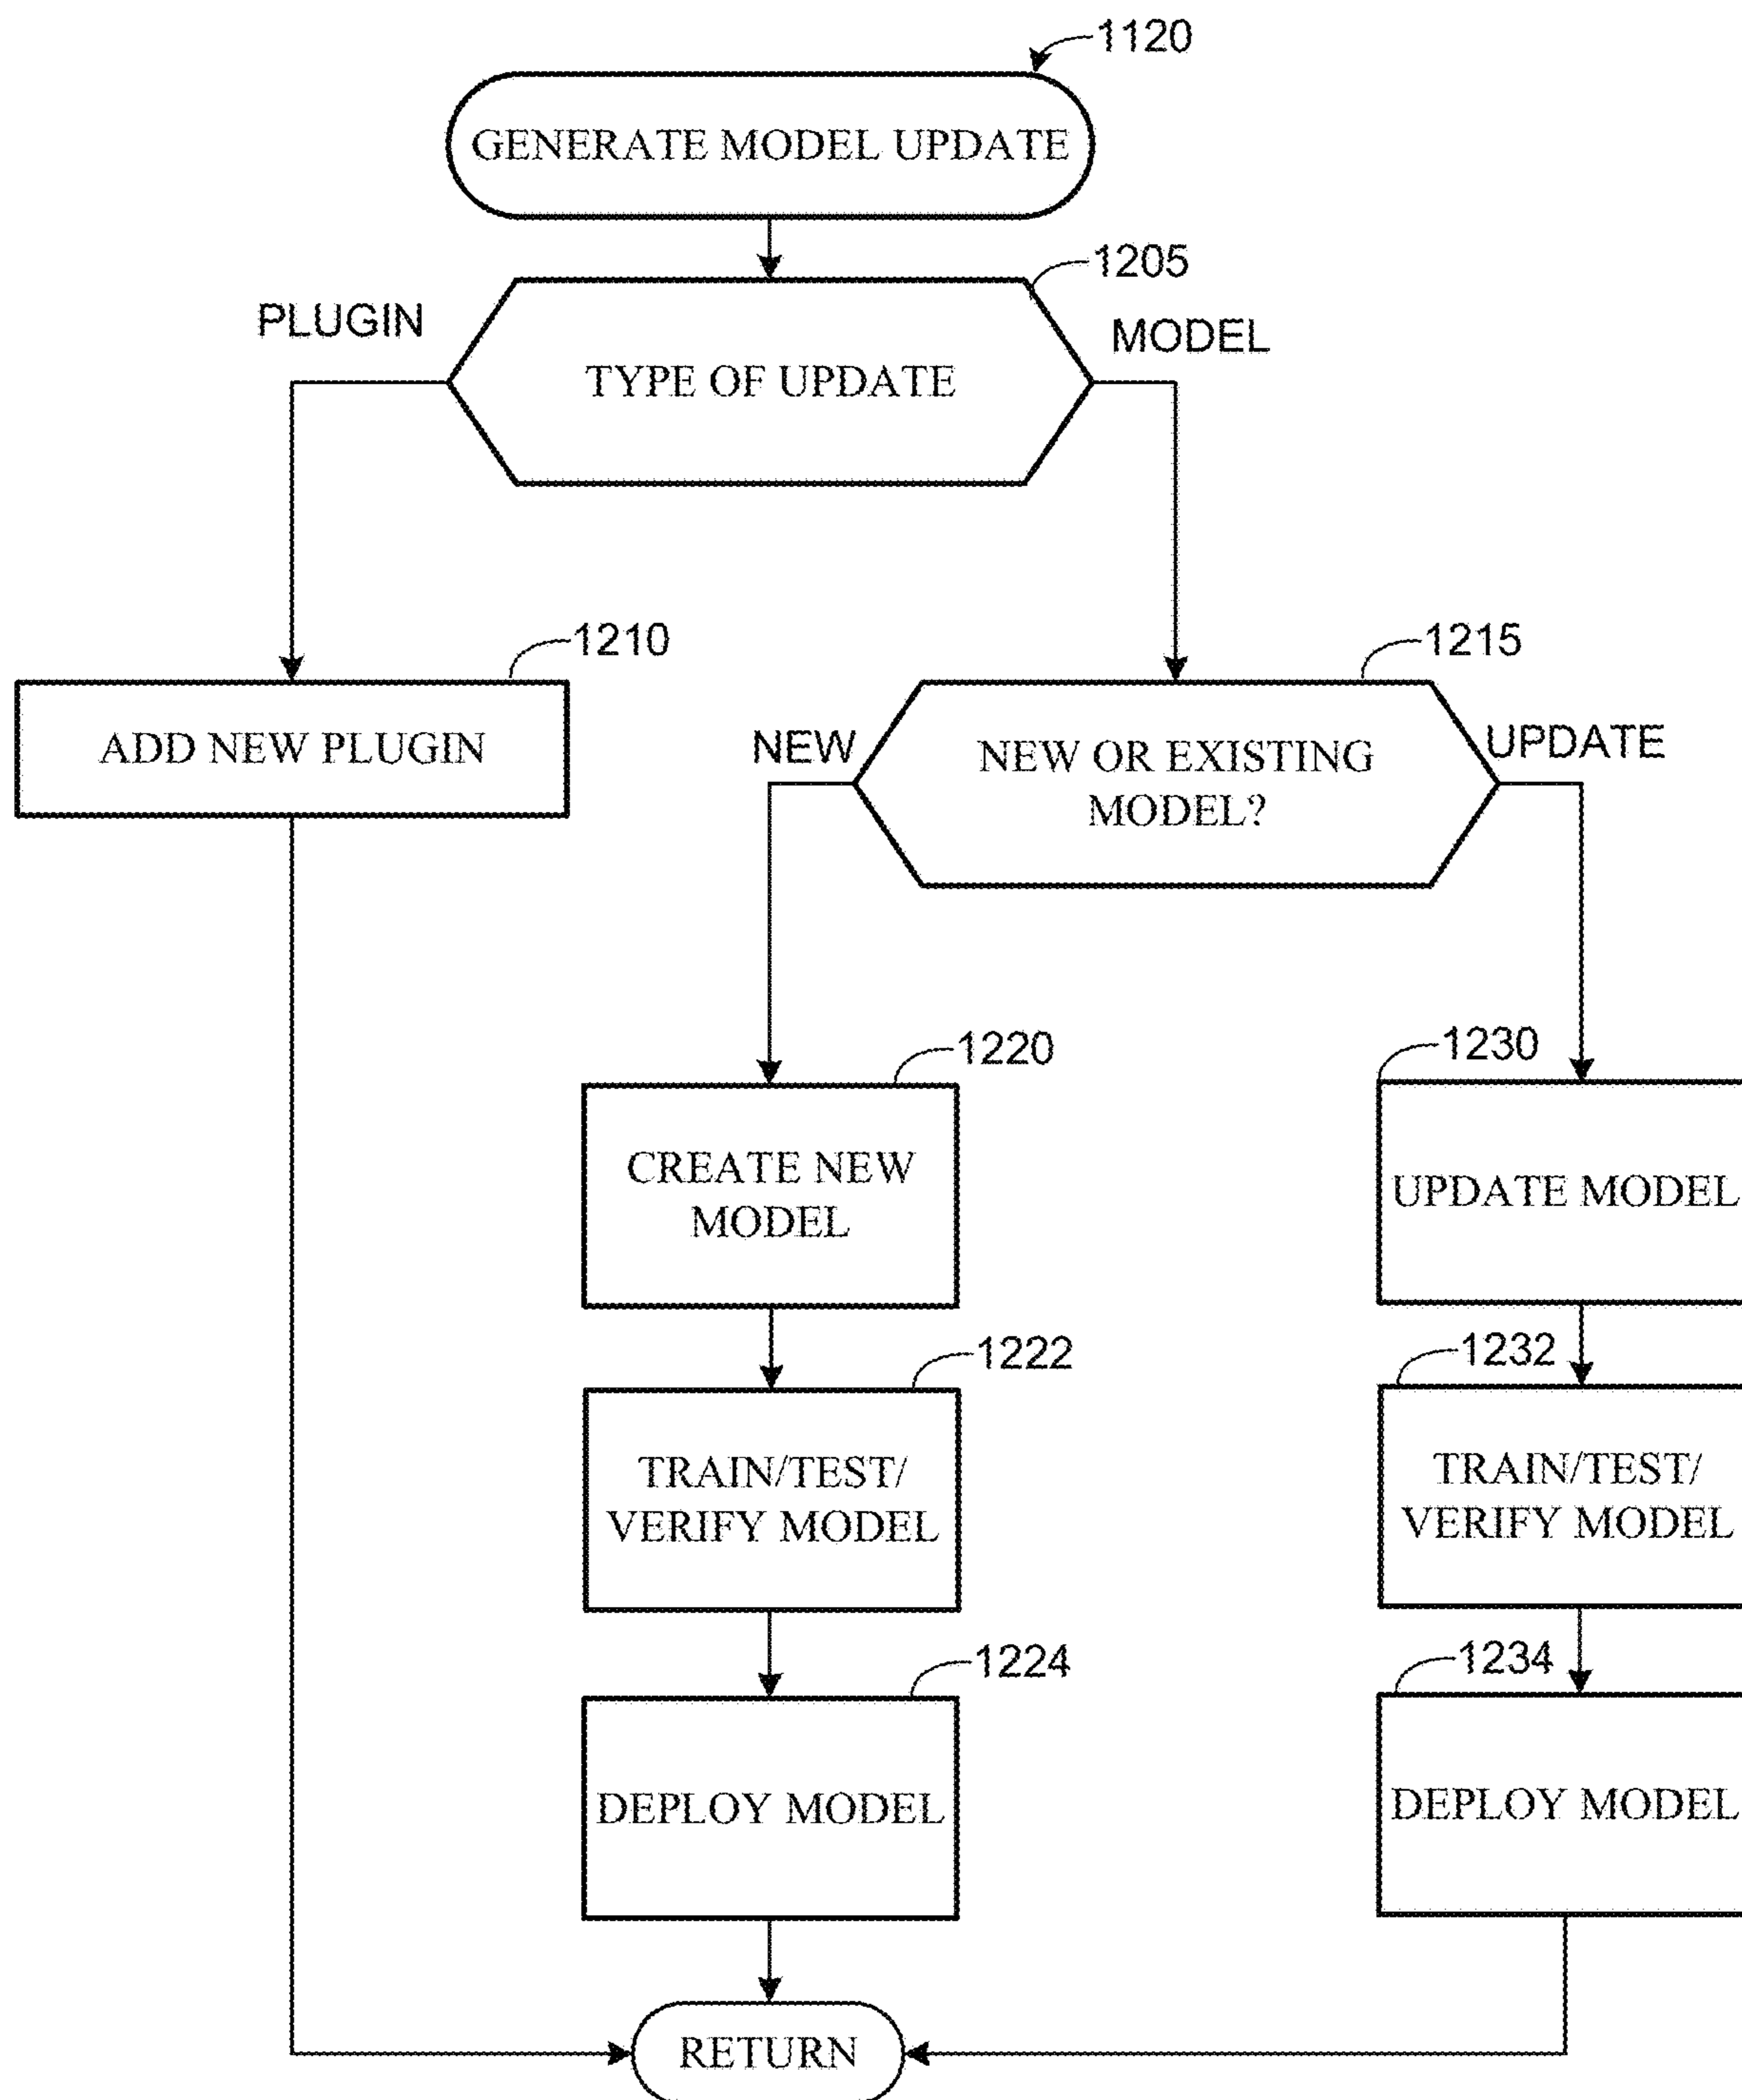 1120
GENERATE MODEL UPDATE
1205
PLUGIN
MODEL
TYPE OF UPDATE
1210
1215
ADD NEW PLUGIN
NEW
NEW OR EXISTING
MODEL?
UPDATE
1220
1230
CREATE NEW
MODEL
UPDATE MODEL
1222
1232
TRAIN/TEST/
VERIFY MODEL
TRAIN/TEST/
VERIFY MODEL
1224
1234
DEPLOY MODEL
DEPLOY MODEL
RETURN